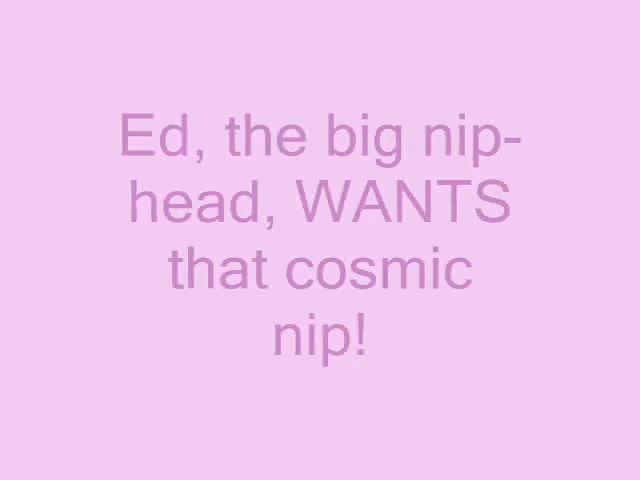 Ed, the big nip-
head, WANTS
that cosmic
nip!